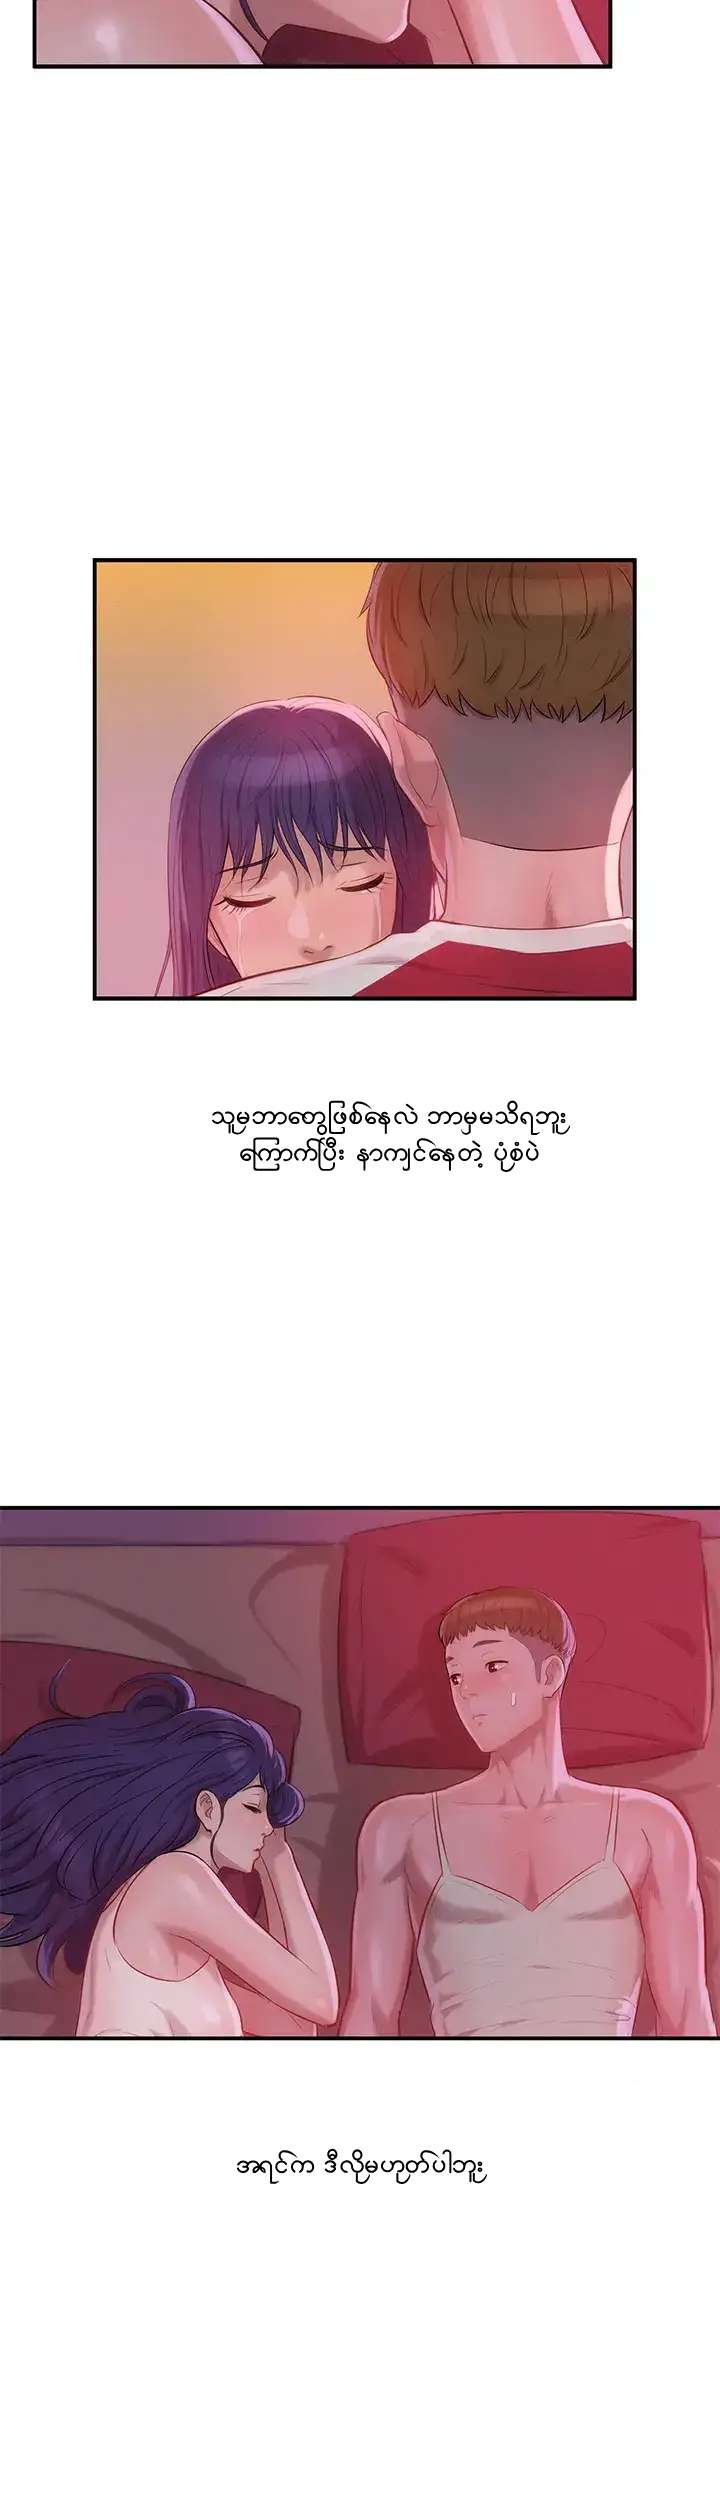 သူမဘာတွေဖြစ်နေလဲ ဘာမှမသိရဘူး
ကြောက်ပြီး နာကျင်နေတဲ့ ပုံစံပဲ
အရင်က ဒီလိုမဟုတ်ပါဘူး